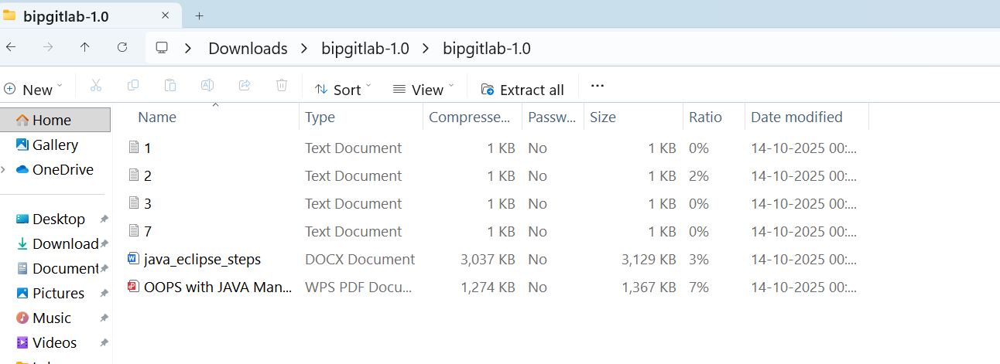 bipgitlab-1.0
Downloads > bipgitlab-1.0 > bipgitlab-1.0
New Sort View Extract all ...
Name Type Compresse... Passw... Size Ratio Date modified
Home
Gallery
OneDrive
Desktop
Download
Document
Pictures
Music
Videos
1 Text Document 1 KB No 1 KB 0% 14-10-2025 00:...
2 Text Document 1 KB No 1 KB 2% 14-10-2025 00:...
3 Text Document 1 KB No 1 KB 0% 14-10-2025 00:...
7 Text Document 1 KB No 1 KB 0% 14-10-2025 00:...
java_eclipse_steps DOCX Document 3,037 KB No 3,129 KB 3% 14-10-2025 00:...
OOPS with JAVA Man... WPS PDF Docu... 1,274 KB No 1,367 KB 7% 14-10-2025 00:...